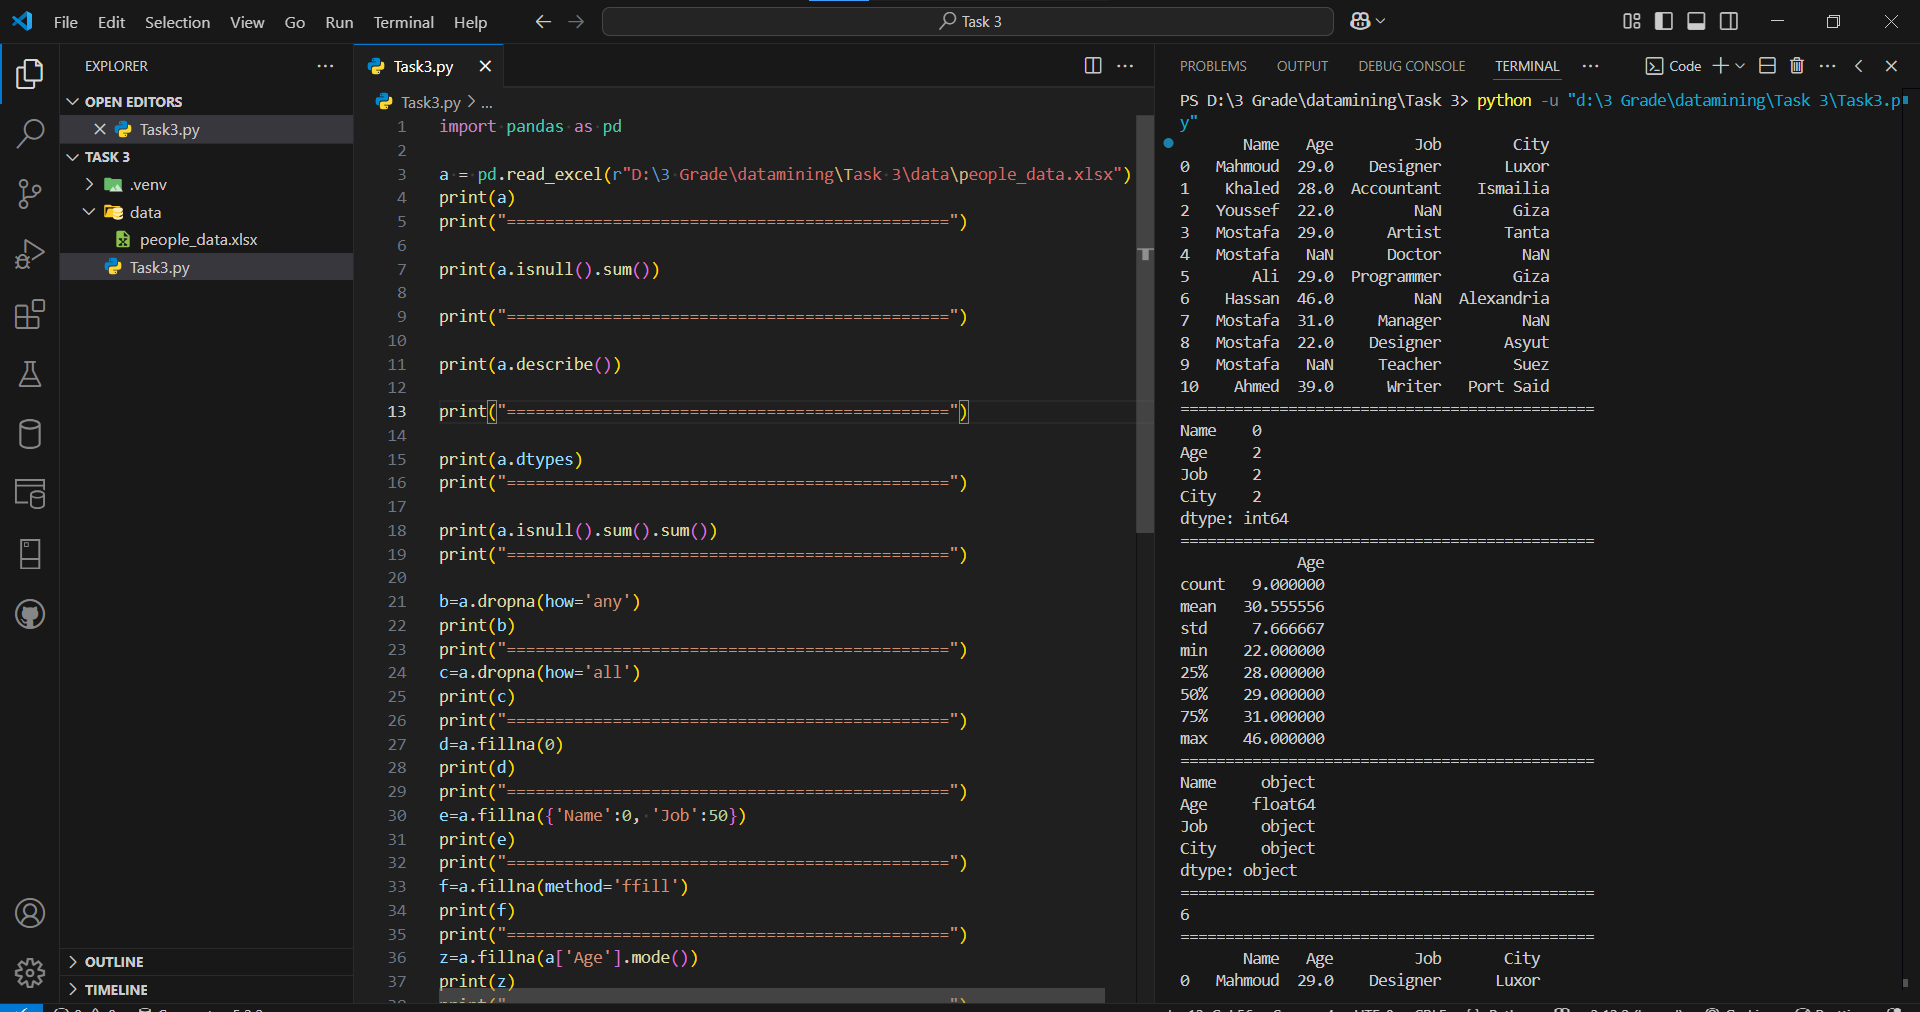 File Edit Selection View Go Run Terminal Help
Task 3
EXPLORER
OPEN EDITORS
Task3.py
TASK 3
.venv
data
people_data.xlsx
Task3.py
OUTLINE
TIMELINE
Task3.py
Task3.py > ...
1 import pandas as pd
2
3 a = pd.read_excel(r"D:\3 Grade\datamining\Task 3\data\people_data.xlsx")
4 print(a)
5 print("==============================================")
6
7 print(a.isnull().sum())
8
9 print("==============================================")
10
11 print(a.describe())
12
13 print("==============================================")
14
15 print(a.dtypes)
16 print("==============================================")
17
18 print(a.isnull().sum().sum())
19 print("==============================================")
20
21 b=a.dropna(how='any')
22 print(b)
23 print("==============================================")
24 c=a.dropna(how='all')
25 print(c)
26 print("==============================================")
27 d=a.fillna(0)
28 print(d)
29 print("==============================================")
30 e=a.fillna({'Name':0, 'Job':50})
31 print(e)
32 print("==============================================")
33 f=a.fillna(method='ffill')
34 print(f)
35 print("==============================================")
36 z=a.fillna(a['Age'].mode())
37 print(z)
PROBLEMS OUTPUT DEBUG CONSOLE TERMINAL
Code
PS D:\3 Grade\datamining\Task 3> python -u "d:\3 Grade\datamining\Task 3\Task3.p
y"
Name Age Job City
0 Mahmoud 29.0 Designer Luxor
1 Khaled 28.0 Accountant Ismailia
2 Youssef 22.0 NaN Giza
3 Mostafa 29.0 Artist Tanta
4 Mostafa NaN Doctor NaN
5 Ali 29.0 Programmer Giza
6 Hassan 46.0 NaN Alexandria
7 Mostafa 31.0 Manager NaN
8 Mostafa 22.0 Designer Asyut
9 Mostafa NaN Teacher Suez
10 Ahmed 39.0 Writer Port Said
==============================================
Name 0
Age 2
Job 2
City 2
dtype: int64
==============================================
Age
count 9.000000
mean 30.555556
std 7.666667
min 22.000000
25% 28.000000
50% 29.000000
75% 31.000000
max 46.000000
==============================================
Name object
Age float64
Job object
City object
dtype: object
==============================================
6
==============================================
Name Age Job City
0 Mahmoud 29.0 Designer Luxor